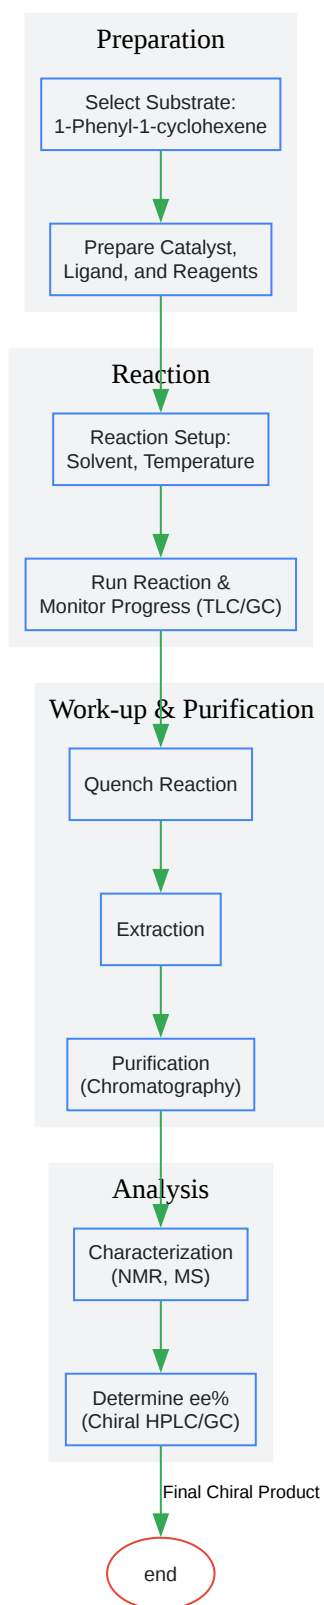 Preparation
Select Substrate:
1-Phenyl-1-cyclohexene
Prepare Catalyst,
Ligand, and Reagents
Reaction
Reaction Setup:
Solvent, Temperature
Run Reaction &
Monitor Progress (TLC/GC)
Work-up & Purification
Quench Reaction
Extraction
Purification
(Chromatography)
Analysis
Characterization
(NMR, MS)
Determine ee%
(Chiral HPLC/GC)
Final Chiral Product
end